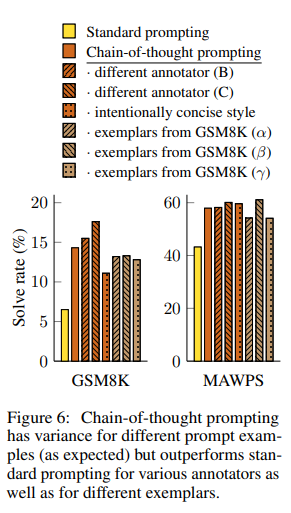 Standard prompting
Chain-of-thought prompting
· different annotator (B)
· different annotator (C)
· intentionally concise style
· exemplars from GSM8K (α)
· exemplars from GSM8K (β)
· exemplars from GSM8K (γ)
Solve rate (%)
20
15
10
5
0
GSM8K
60
40
20
0
MAWPS
Figure 6: Chain-of-thought prompting
has variance for different prompt exam-
ples (as expected) but outperforms stan-
dard prompting for various annotators as
well as for different exemplars.